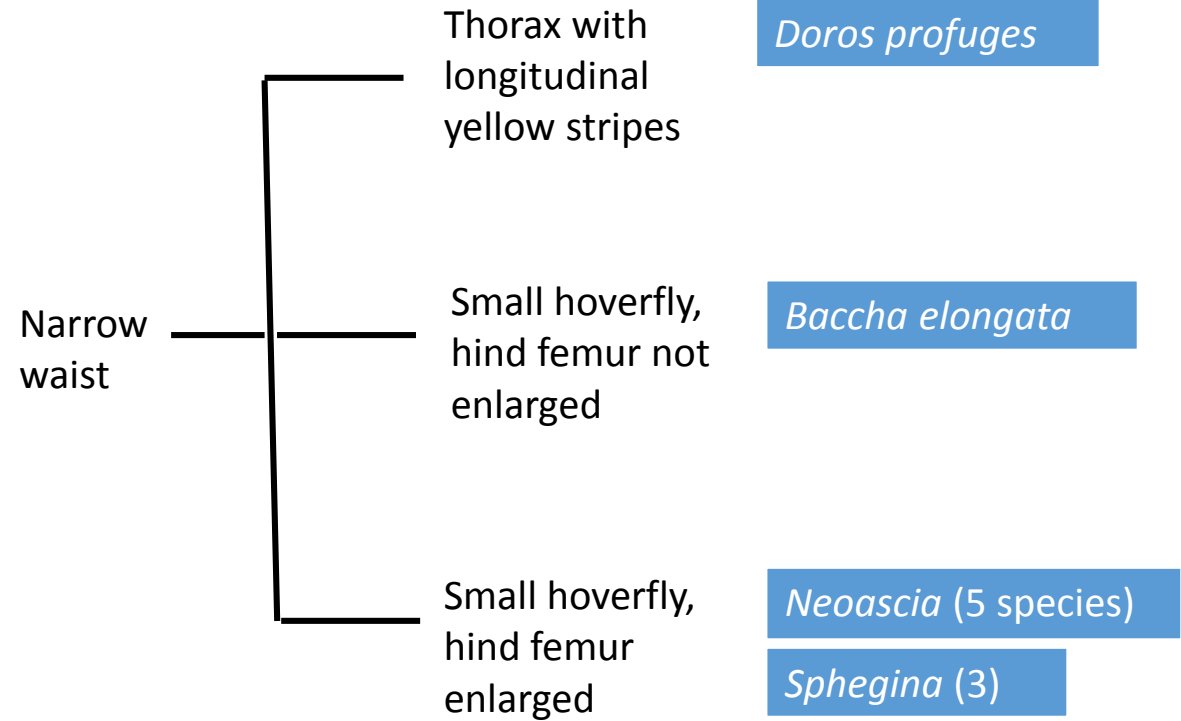 Thorax with
longitudinal
yellow stripes
Doros profuges
Narrow
waist
Small hoverfly,
hind femur not
enlarged
Baccha elongata
Small hoverfly,
hind femur
enlarged
Neoascia (5 species)
Sphegina (3)